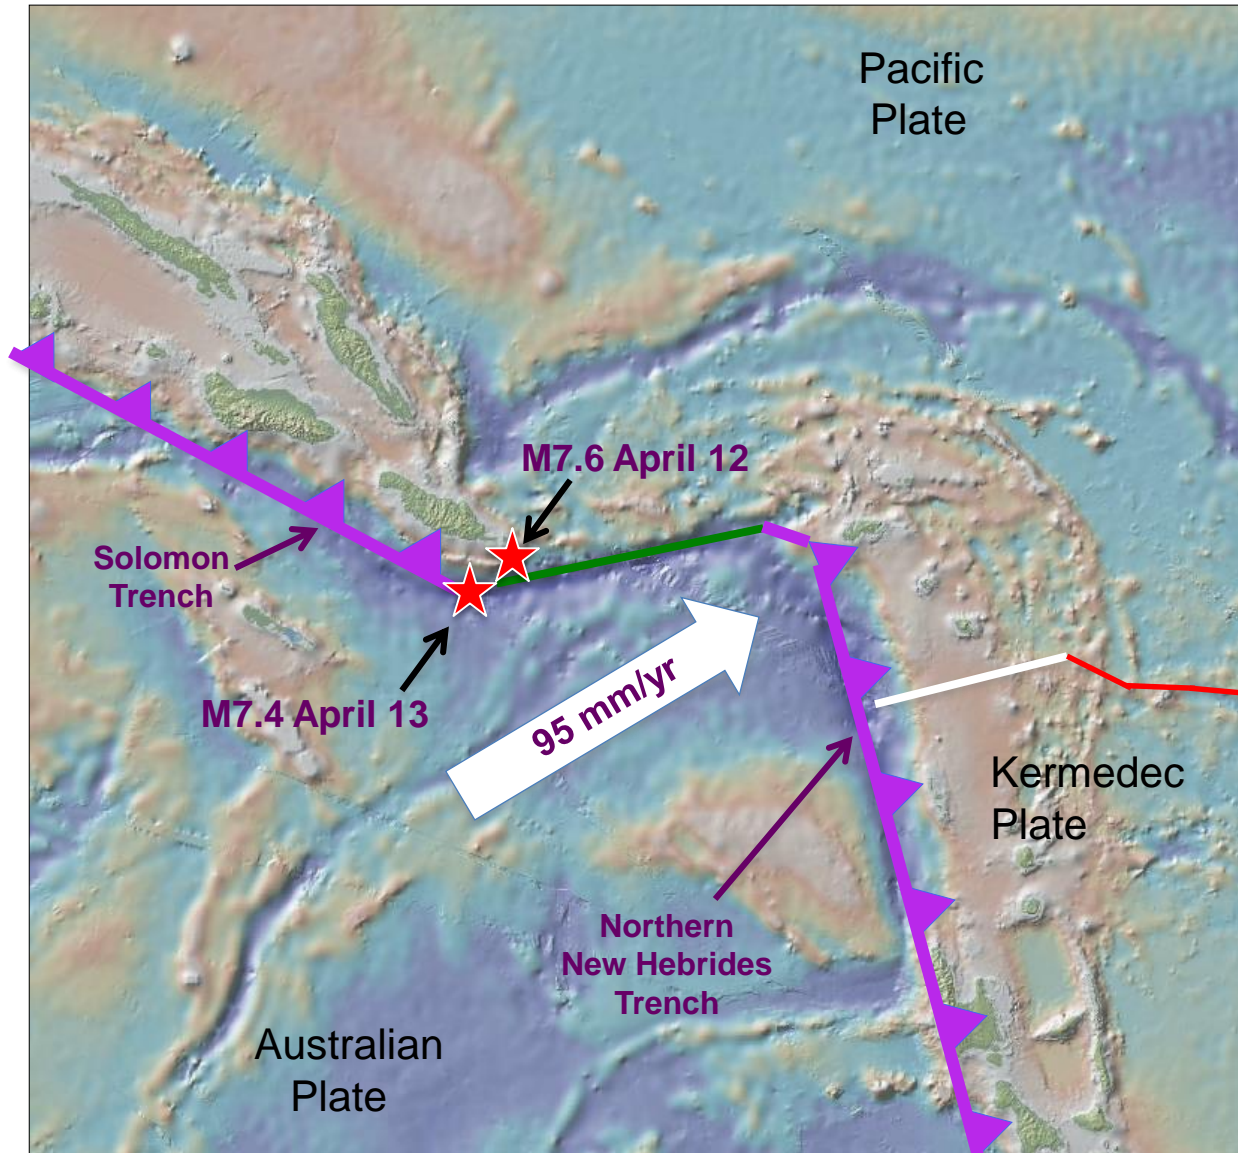 Pacific
Plate
M7.6 April 12
Solomon
Trench
M7.4 April 13
95 mm/yr
Kermedec
Plate
Northern
New Hebrides
Trench
Australian
Plate